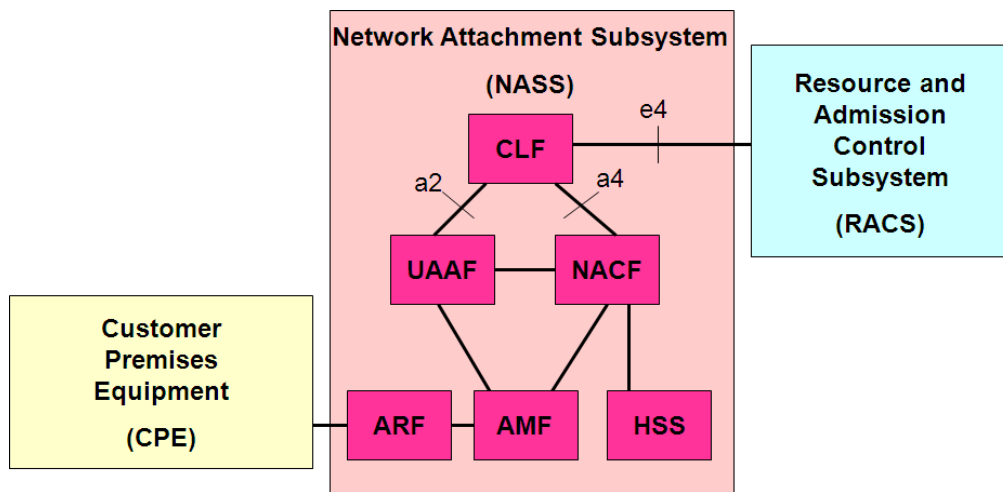 Network Attachment Subsystem
(NASS)
e4
CLF
a2
a4
UAAF
NACF
ARF
AMF
HSS
Resource and
Admission
Control
Subsystem
(RACS)
Customer
Premises
Equipment
(CPE)